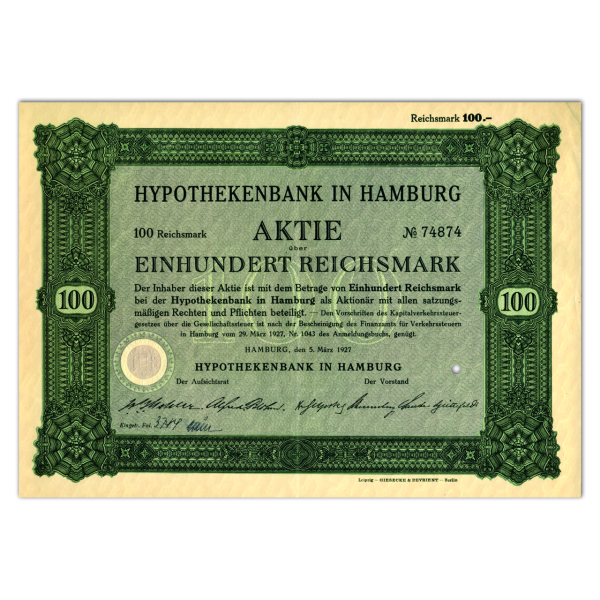 Reichsmark 100.–
HYPOTHEKENBANK IN HAMBURG
100 Reichsmark AKTIE № 74874
über
EINHUNDERT REICHSMARK
Der Inhaber dieser Aktie ist mit dem Betrage von Einhundert Reichsmark
bei der Hypothekenbank in Hamburg als Aktionär mit allen satzungs-
mäßigen Rechten und Pflichten beteiligt. — Den Vorschriften des Kapitalverkehrssteuer-
gesetzes über die Gesellschaftsteuer ist nach der Bescheinigung des Finanzamts für Verkehrssteuern
in Hamburg vom 29. März 1927, Nr. 1043 des Anmeldungsbuchs, genügt.
100
100
HAMBURG, den 5. März 1927
HYPOTHEKENBANK IN HAMBURG
Der Aufsichtsrat Der Vorstand
Eingetr. Fol. 3784
Leipzig – GIESECKE & DEVRIENT – Berlin